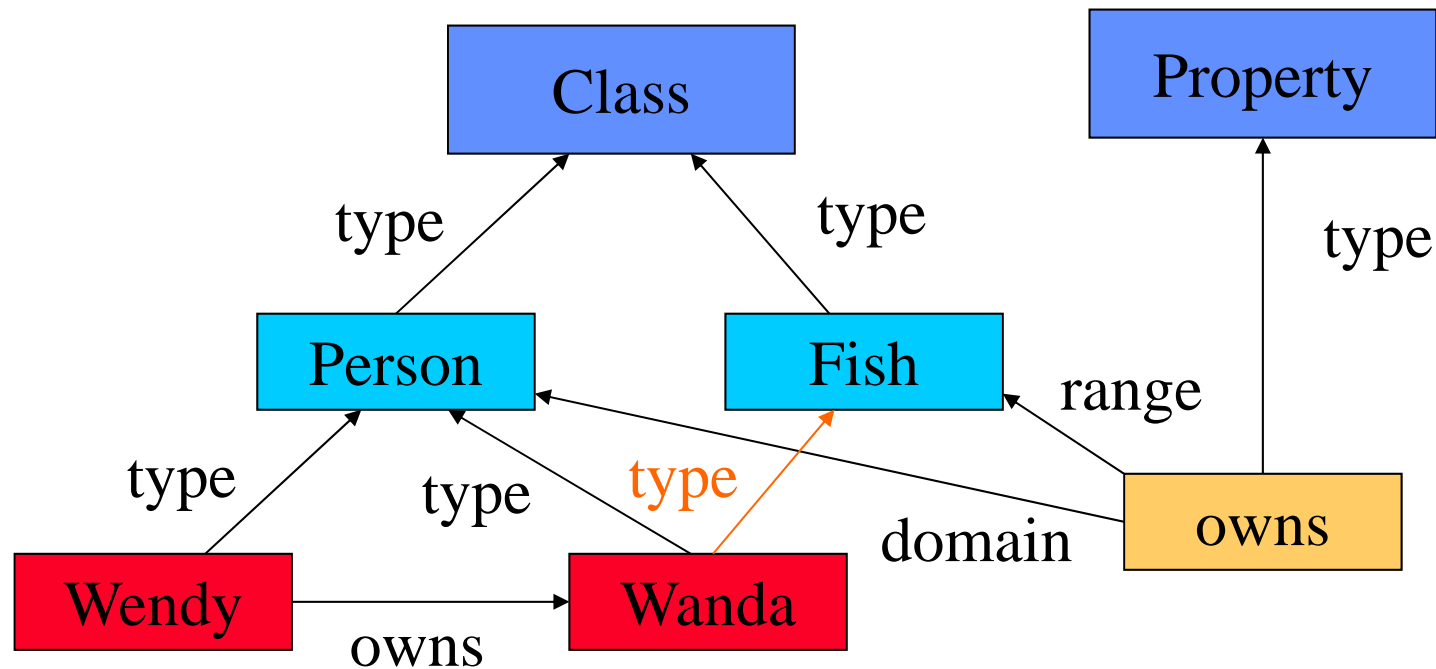 Property
Class
type
type
type
Person
Fish
range
type
type
type
owns
domain
Wendy
Wanda
owns